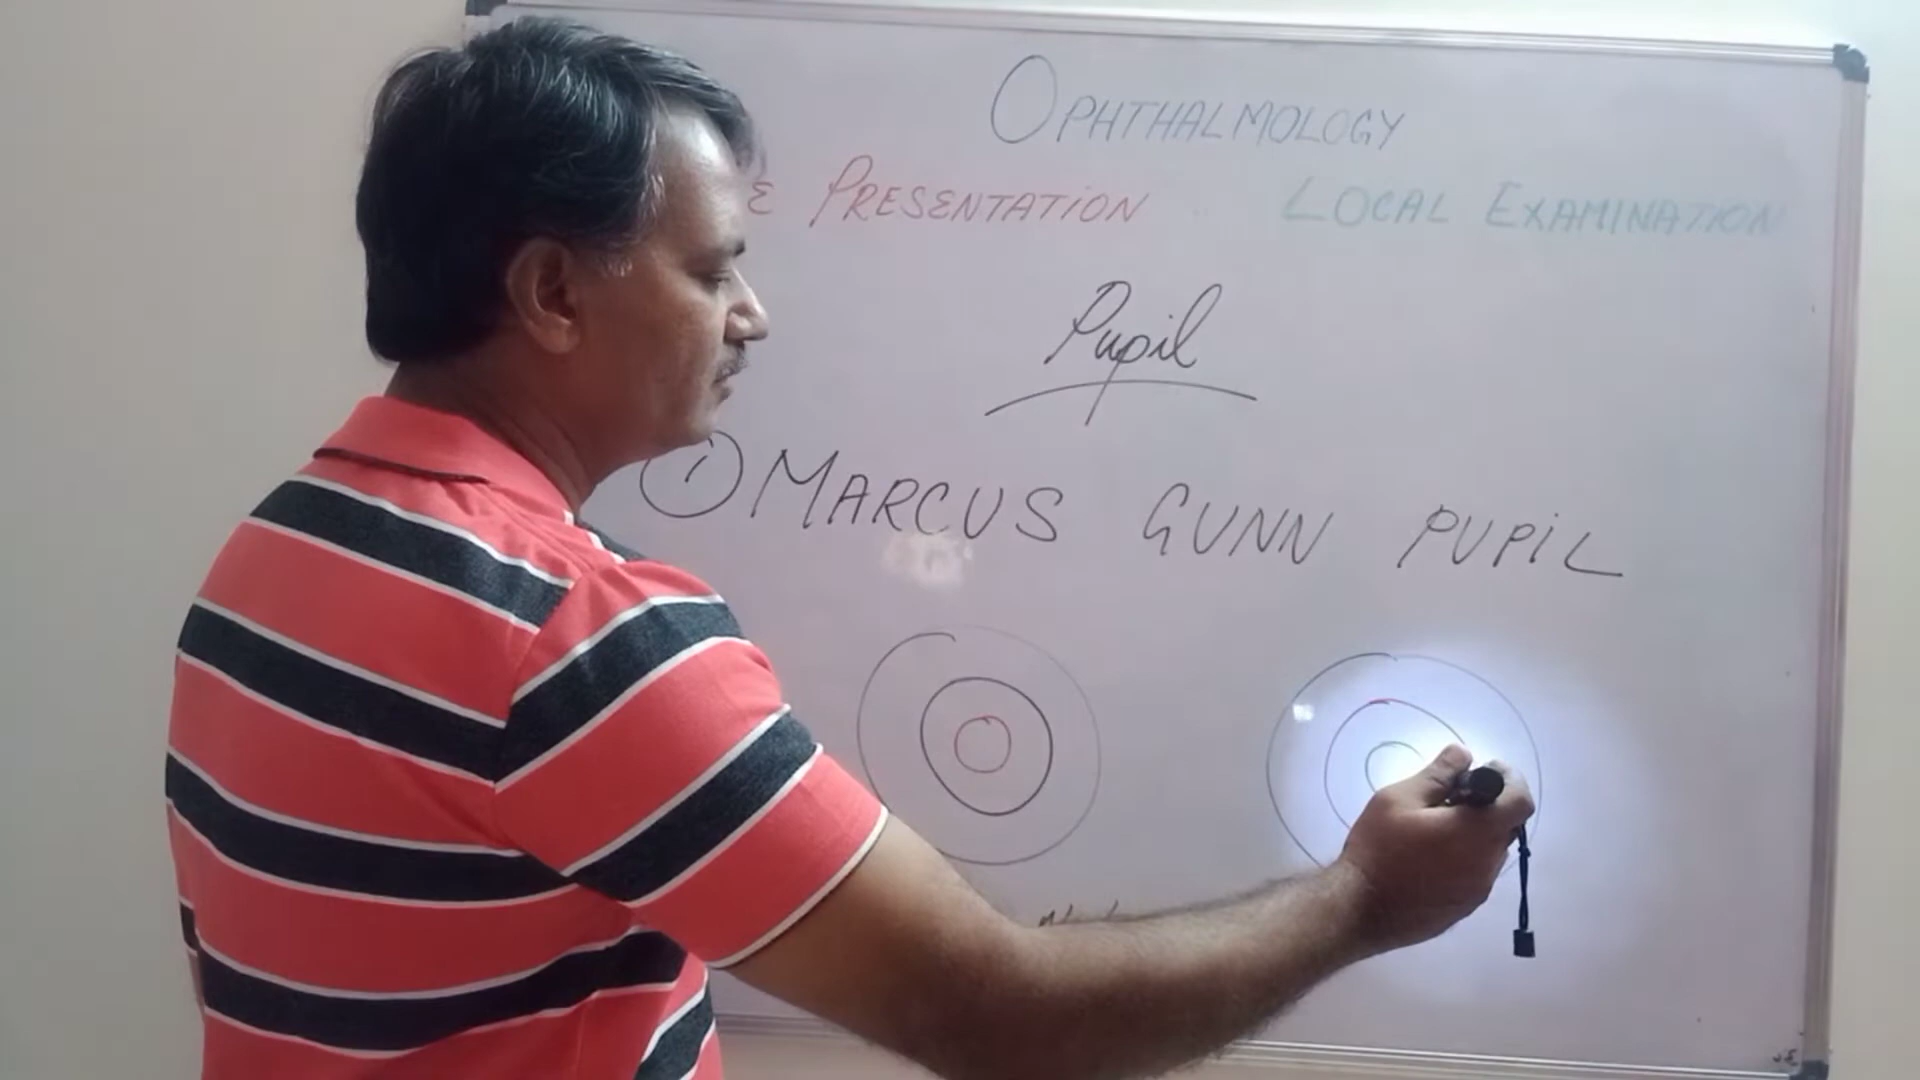 OPHTHALMOLOGY
PRESENTATION LOCAL EXAMINATION
Pupil
① MARCUS GUNN PUPIL